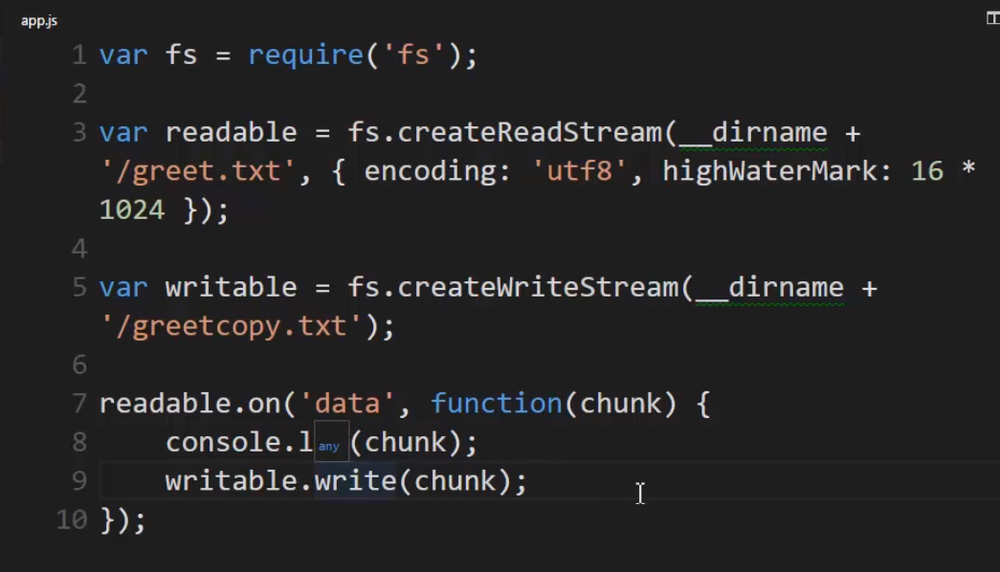 app.js
1 var fs = require('fs');
2
3 var readable = fs.createReadStream(__dirname +
'/greet.txt', { encoding: 'utf8', highWaterMark: 16 *
1024 });
4
5 var writable = fs.createWriteStream(__dirname +
'/greetcopy.txt');
6
7 readable.on('data', function(chunk) {
8 console.l any (chunk);
9 writable.write(chunk);
10 });